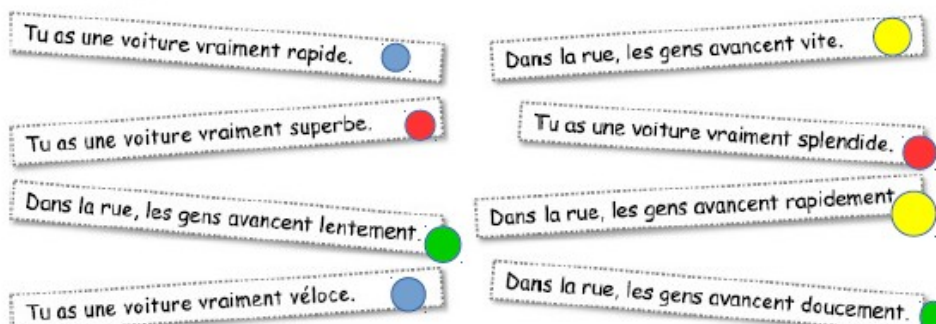 Tu as une voiture vraiment rapide.
Tu as une voiture vraiment superbe.
Dans la rue, les gens avancent lentement.
Tu as une voiture vraiment véloce.
Dans la rue, les gens avancent vite.
Tu as une voiture vraiment splendide.
Dans la rue, les gens avancent rapidement
Dans la rue, les gens avancent doucement.